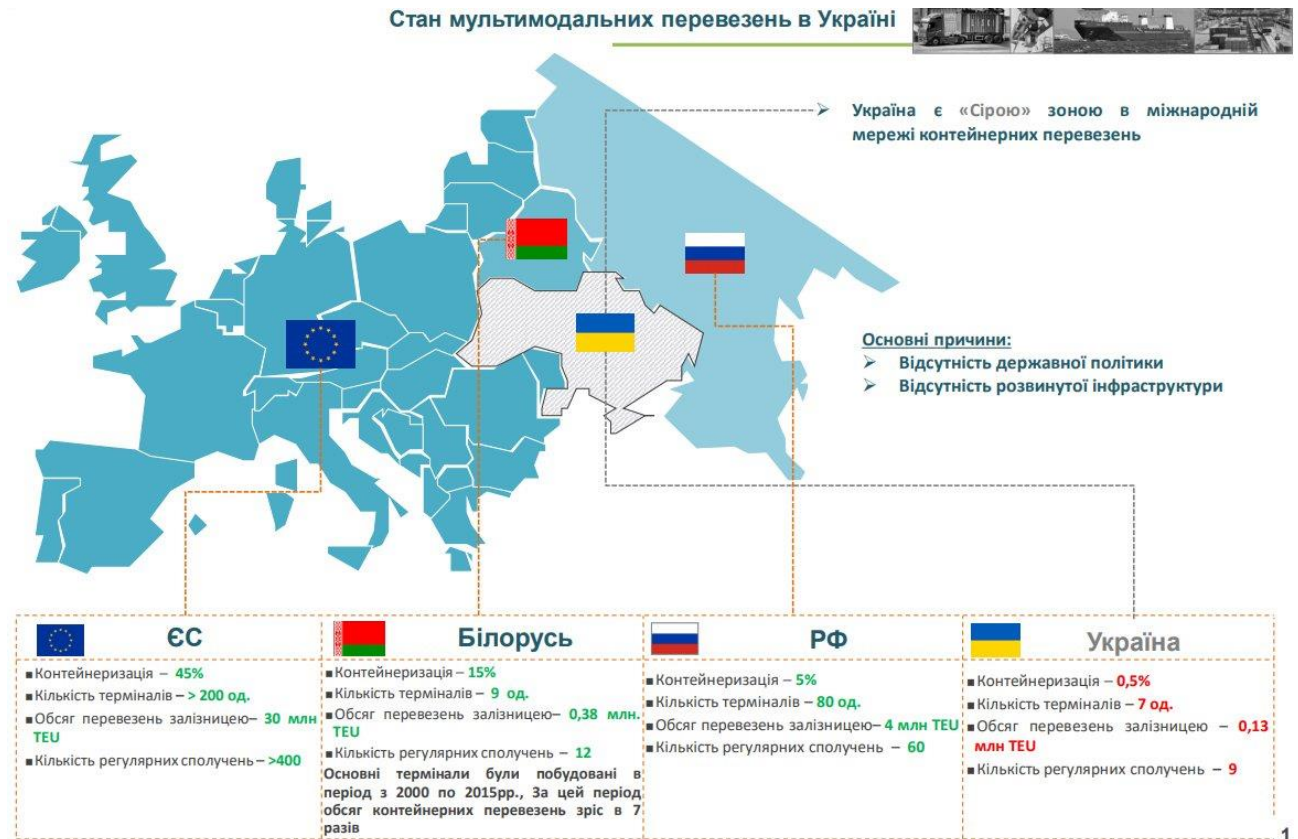 Стан мультимодальних перевезень в Україні
➢ Україна є «Сірою» зоною в міжнародній
мережі контейнерних перевезень
Основні причини:
➢ Відсутність державної політики
➢ Відсутність розвинутої інфраструктури
ЄС
■Контейнеризація – 45%
■Кількість терміналів – > 200 од.
■Обсяг перевезень залізницею– 30 млн
TEU
■Кількість регулярних сполучень – >400
Білорусь
■Контейнеризація – 15%
■Кількість терміналів – 9 од.
■Обсяг перевезень залізницею– 0,38 млн.
TEU
■Кількість регулярних сполучень – 12
Основні термінали були побудовані в
період з 2000 по 2015рр., За цей період
обсяг контейнерних перевезень зріс в 7
разів
РФ
■Контейнеризація – 5%
■Кількість терміналів – 80 од.
■Обсяг перевезень залізницею– 4 млн TEU
■Кількість регулярних сполучень – 60
Україна
■Контейнеризація – 0,5%
■Кількість терміналів – 7 од.
■Обсяг перевезень залізницею – 0,13
млн TEU
■Кількість регулярних сполучень – 9
1